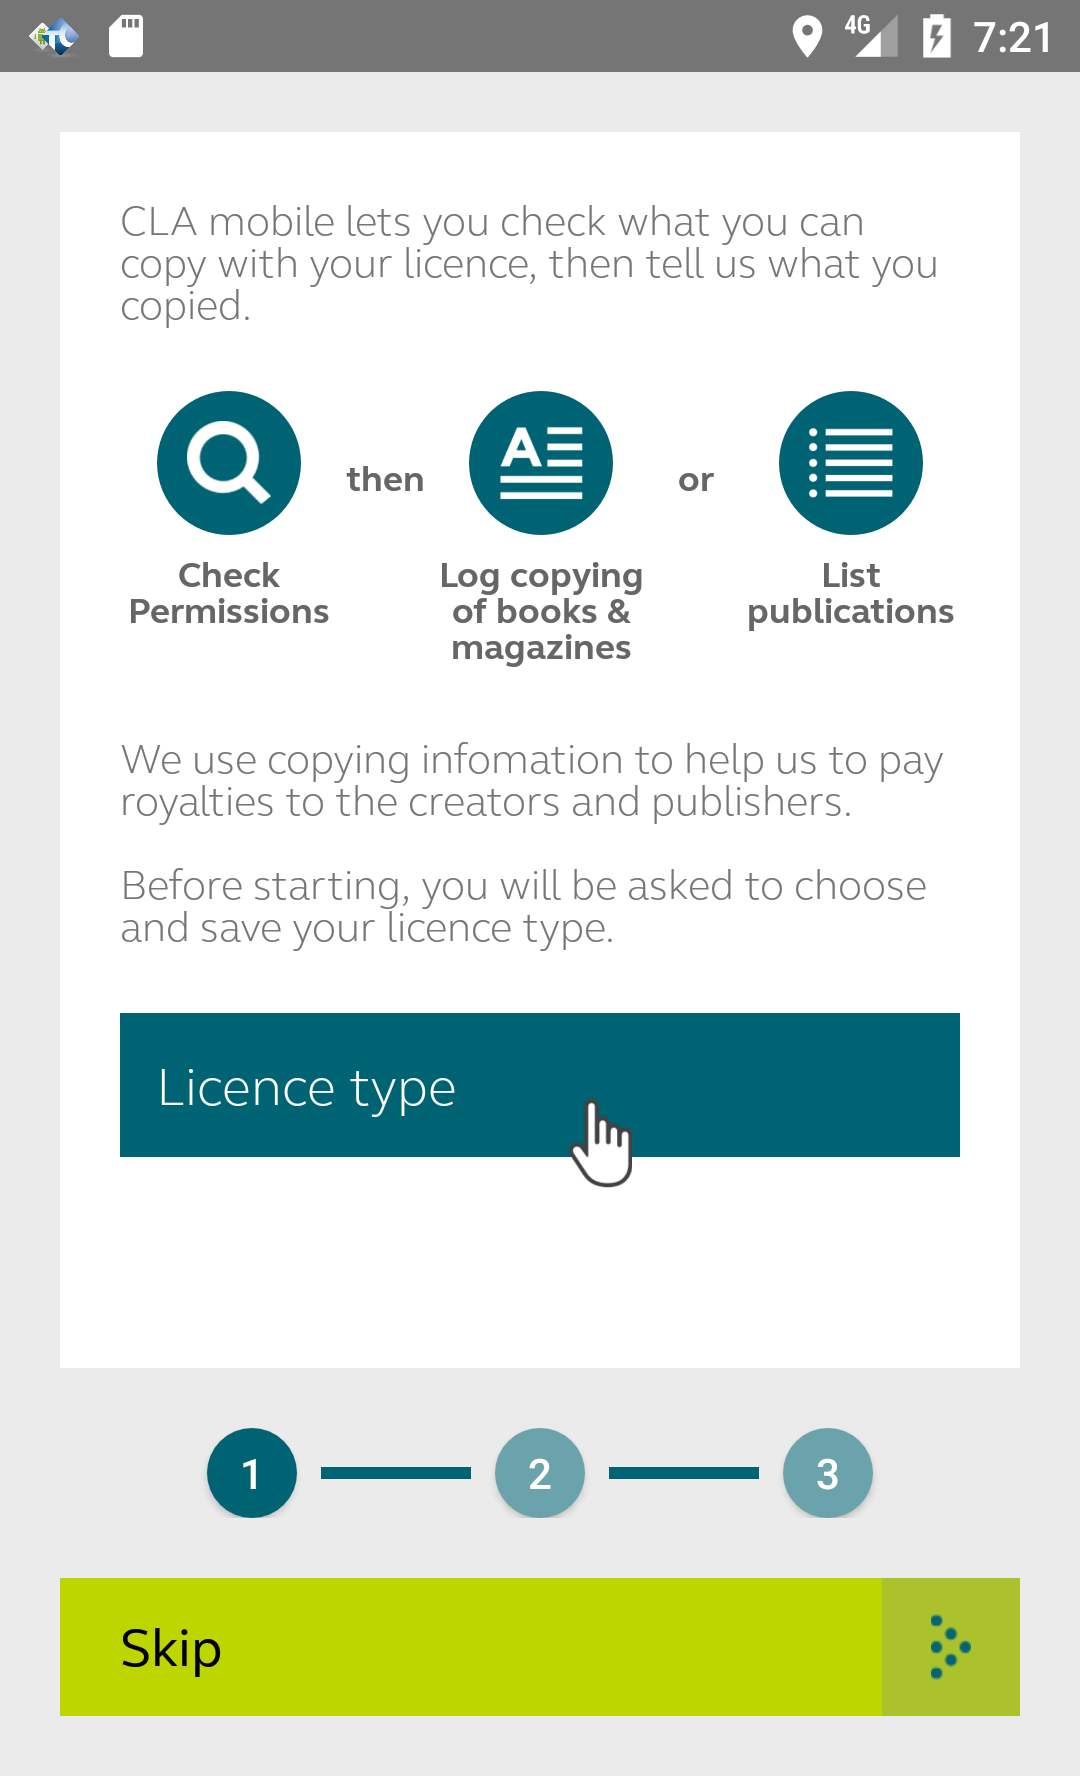 4G 7:21
CLA mobile lets you check what you can
copy with your licence, then tell us what you
copied.
then or
Check Log copying List
Permissions of books & publications
magazines
We use copying infomation to help us to pay
royalties to the creators and publishers.
Before starting, you will be asked to choose
and save your licence type.
Licence type
1 2 3
Skip